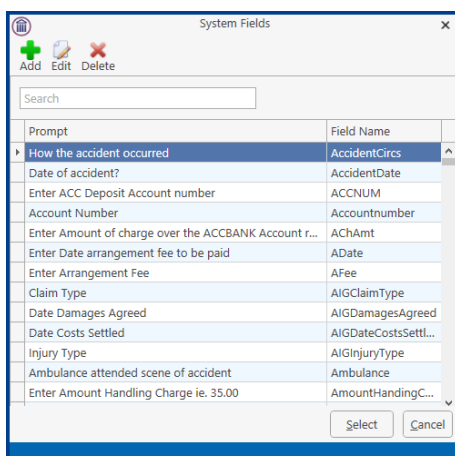 System Fields
Add Edit Delete
Search
Prompt Field Name
How the accident occurred AccidentCircs
Date of accident? AccidentDate
Enter ACC Deposit Account number ACCNUM
Account Number Accountnumber
Enter Amount of charge over the ACCBANK Account r... AChAmt
Enter Date arrangement fee to be paid ADate
Enter Arrangement Fee AFee
Claim Type AIGClaimType
Date Damages Agreed AIGDamagesAgreed
Date Costs Settled AIGDateCostsSettl...
Injury Type AIGInjuryType
Ambulance attended scene of accident Ambulance
Enter Amount Handling Charge ie. 35.00 AmountHandingC...
Select Cancel